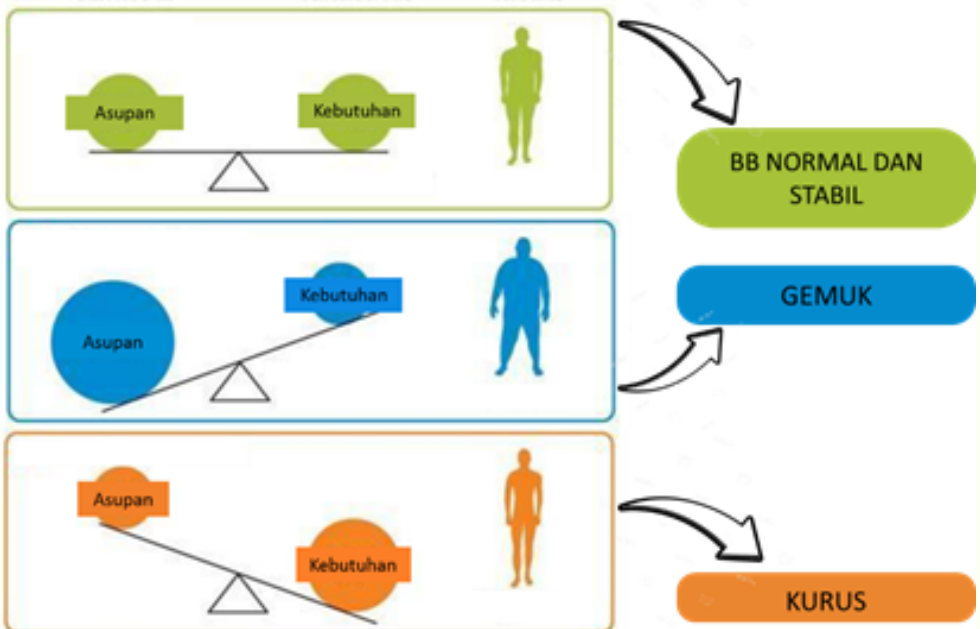 Asupan
Kebutuhan
BB NORMAL DAN
STABIL
Asupan
Kebutuhan
GEMUK
Asupan
Kebutuhan
KURUS